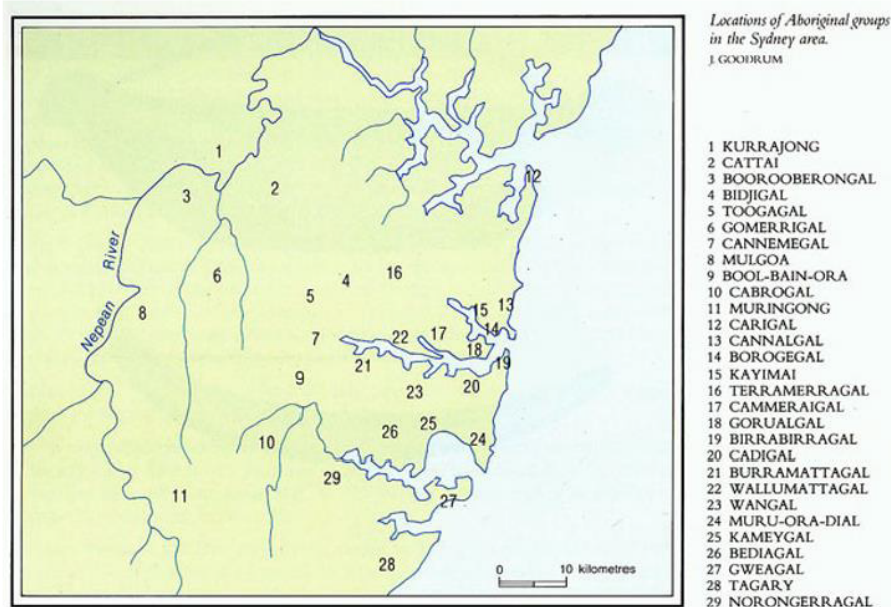 Locations of Aboriginal groups
in the Sydney area.
J. GOODRUM
1 KURRAJONG
2 CATTAI
3 BOOROOBERONGAL
4 BIDJIGAL
5 TOOGAGAL
6 GOMERRIGAL
7 CANNEMEGAL
8 MULGOA
9 BOOL-BAIN-ORA
10 CABROGAL
11 MURINGONG
12 CARIGAL
13 CANNALGAL
14 BOROGEGAL
15 KAYIMAI
16 TERRAMERRAGAL
17 CAMMERAIGAL
18 GORUALGAL
19 BIRRABIRRAGAL
20 CADIGAL
21 BURRAMATTAGAL
22 WALLUMATTAGAL
23 WANGAL
24 MURU-ORA-DIAL
25 KAMEYGAL
26 BEDIAGAL
27 GWEAGAL
28 TAGARY
29 NORONGERRAGAL
1
12
3
2
16
6
4
5
15
13
8
14
22
17
7
18
19
21
9
20
23
25
26
24
10
29
11
27
28
Nepean River
0 10 kilometres